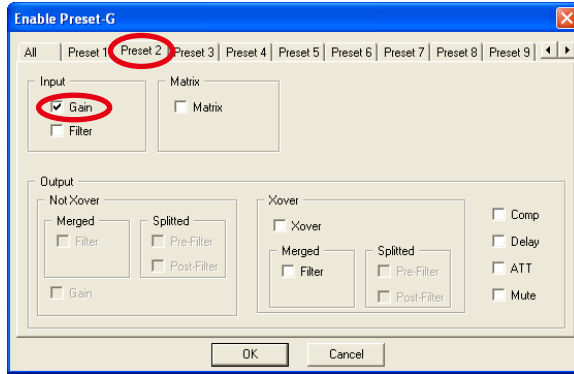 Enable Preset-G
All Preset 1 Preset 2 Preset 3 Preset 4 Preset 5 Preset 6 Preset 7 Preset 8 Preset 9
Input
Gain
Filter
Matrix
Matrix
Output
Not Xover
Merged
Filter
Splitted
Pre-Filter
Post-Filter
Gain
Xover
Xover
Merged
Filter
Splitted
Pre-Filter
Post-Filter
Comp
Delay
ATT
Mute
OK Cancel